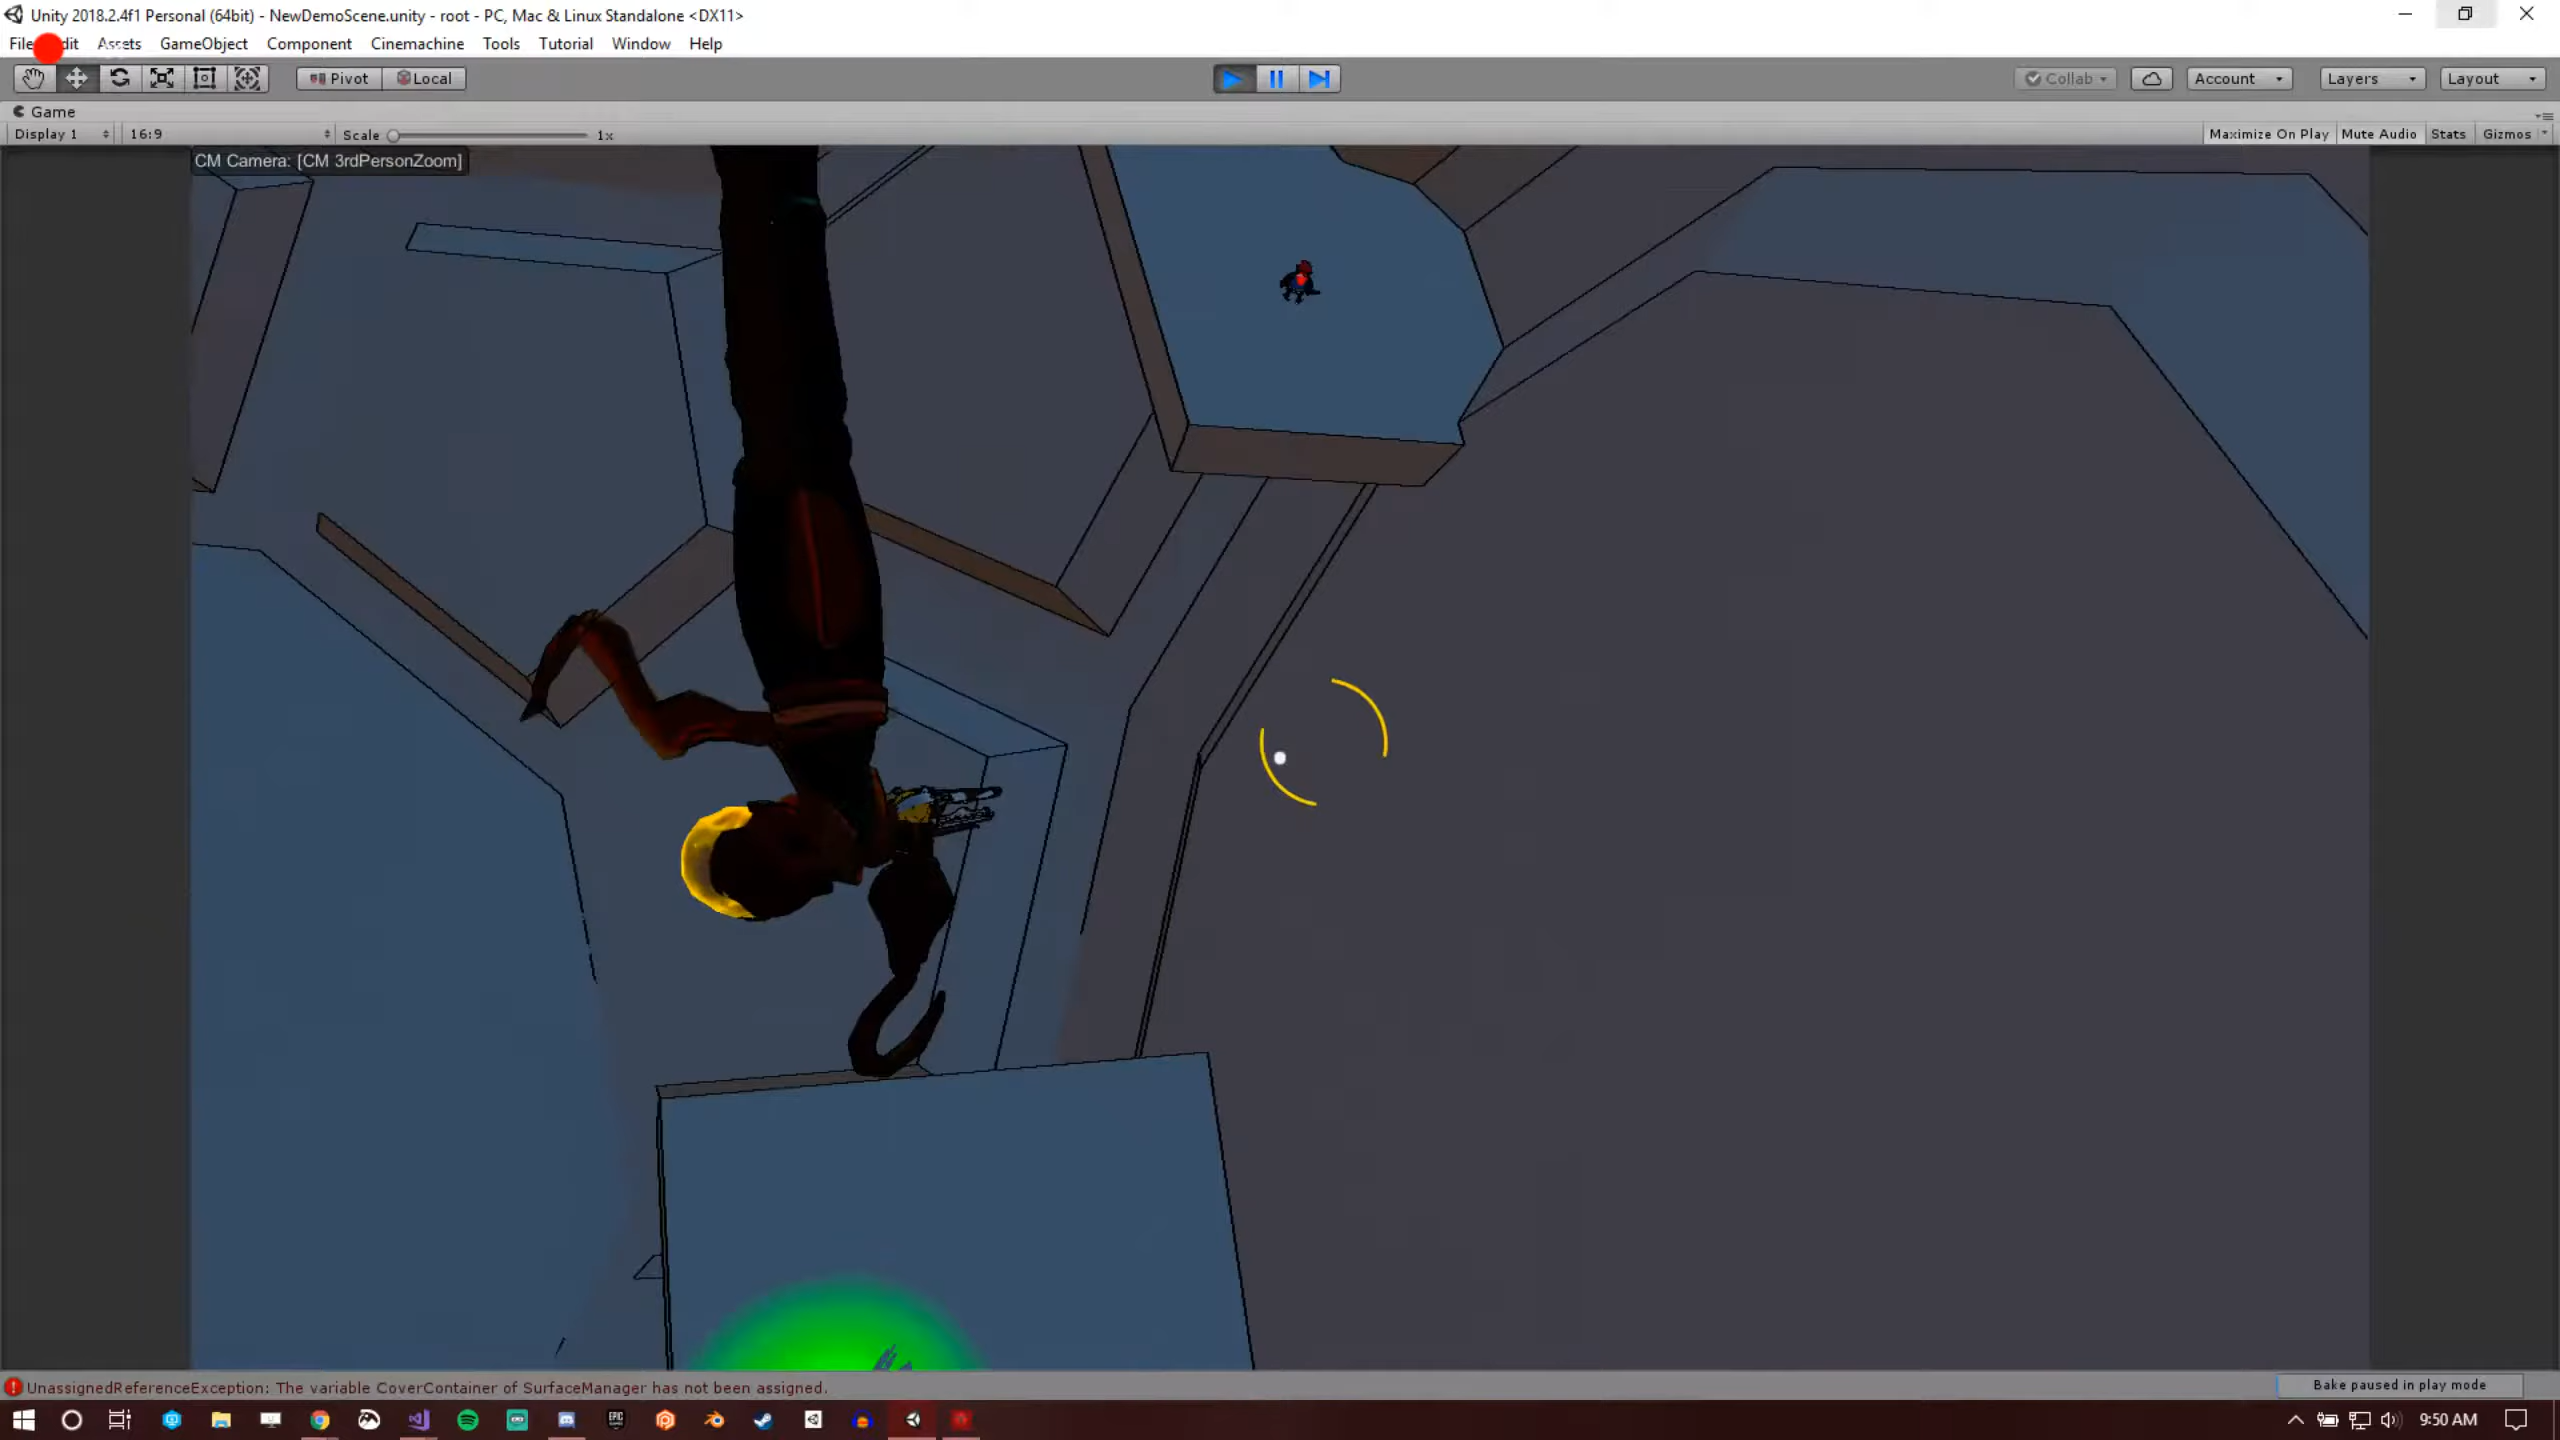 Unity 2018.2.4f1 Personal (64bit) - NewDemoScene.unity - root - PC, Mac & Linux Standalone <DX11>
File Edit Assets GameObject Component Cinemachine Tools Tutorial Window Help
Pivot Local Collab Account Layers Layout
Game
Display 1 16:9 Scale 1x Maximize On Play Mute Audio Stats Gizmos
CM Camera: [CM 3rdPersonZoom]
UnassignedReferenceException: The variable CoverContainer of SurfaceManager has not been assigned.
Bake paused in play mode
EPIC
9:50 AM